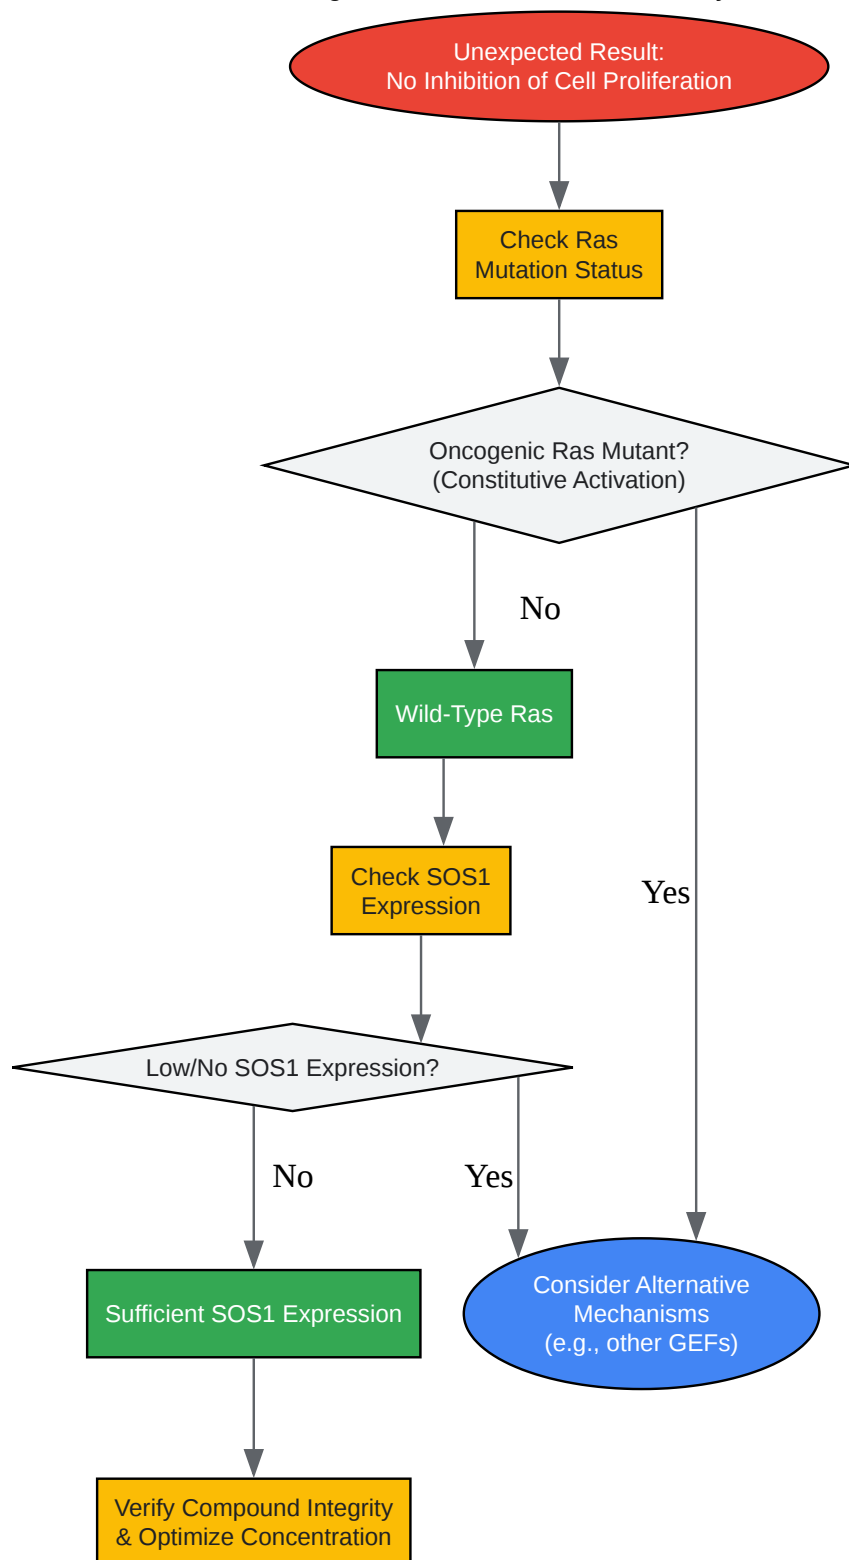 Unexpected Result:
No Inhibition of Cell Proliferation
Check Ras
Mutation Status
Oncogenic Ras Mutant?
(Constitutive Activation)
No
Wild-Type Ras
Check SOS1
Expression
Yes
Low/No SOS1 Expression?
No
Yes
Sufficient SOS1 Expression
Consider Alternative
Mechanisms
(e.g., other GEFs)
Verify Compound Integrity
& Optimize Concentration